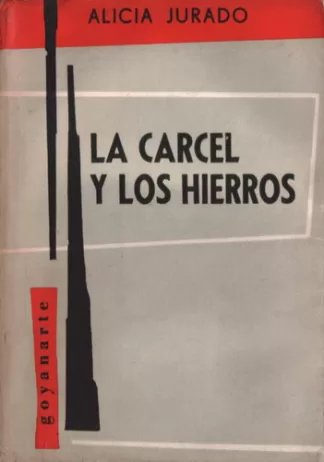 ALICIA JURADO
LA CARCEL
Y LOS HIERROS
goyanarte